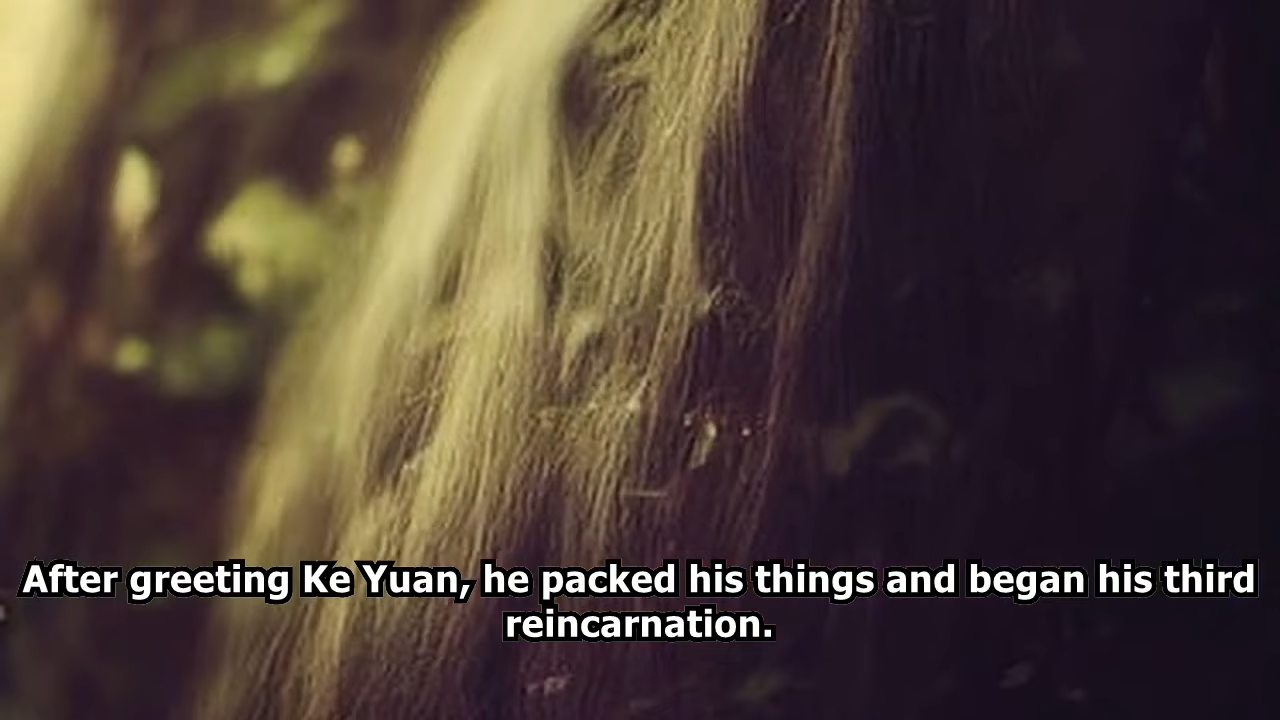 After greeting Ke Yuan, he packed his things and began his third
reincarnation.